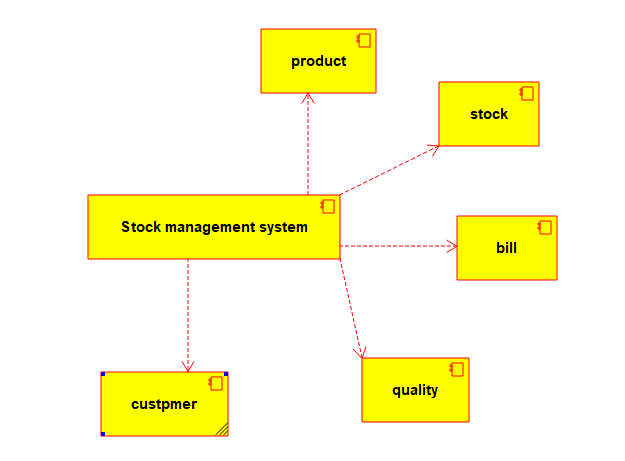 product
stock
Stock management system
bill
quality
custpmer